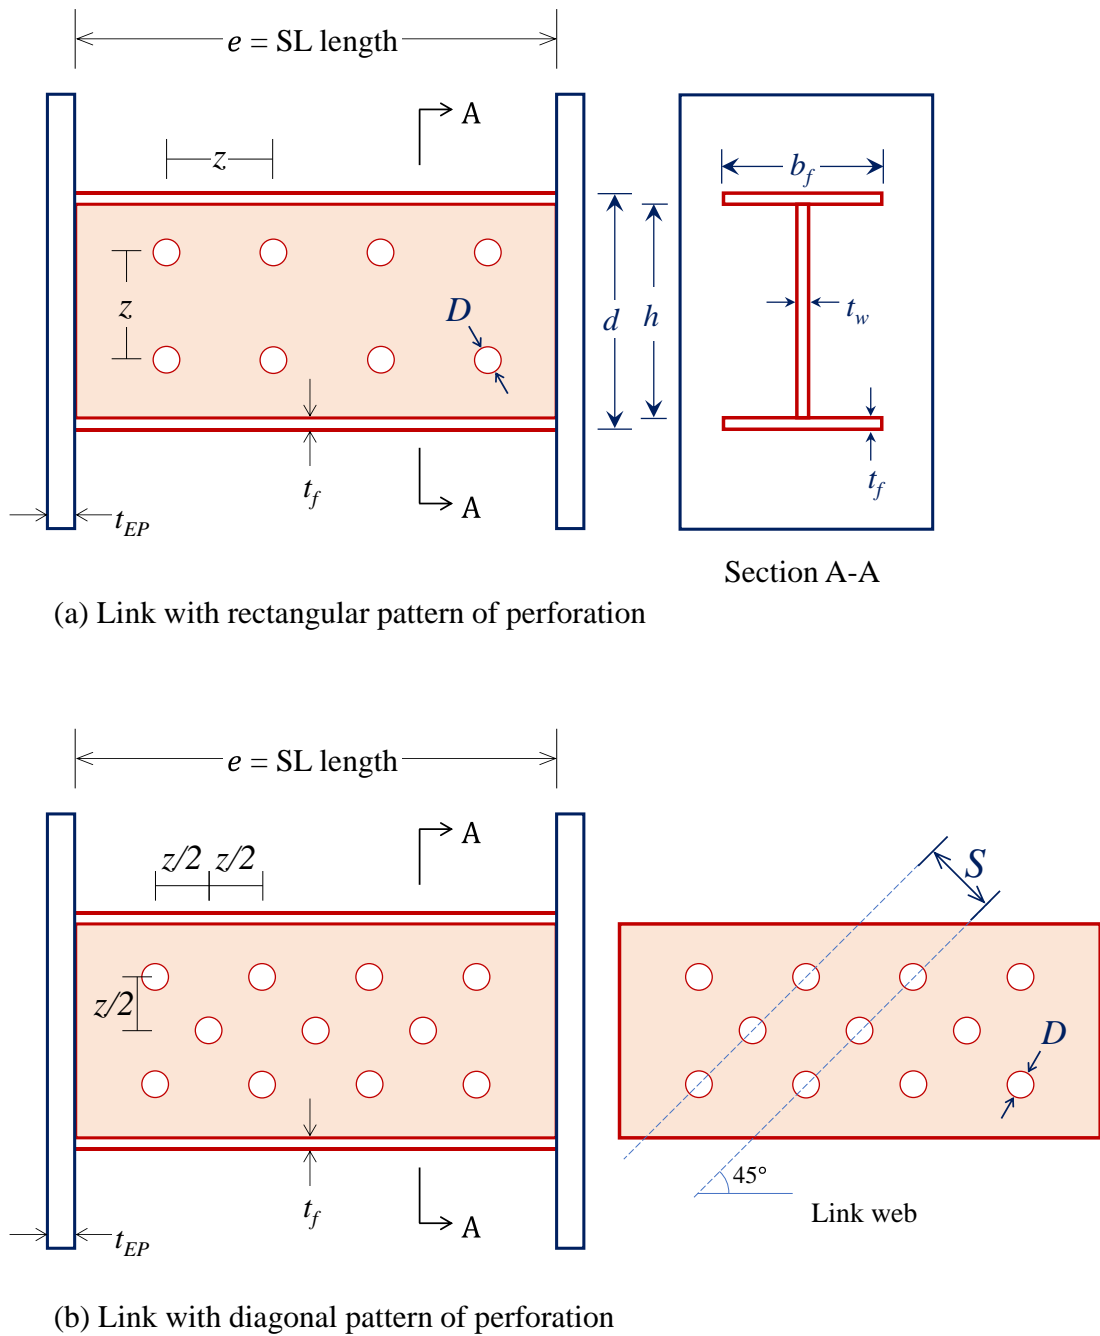 e = SL length
A
z
b_f
z
D
d
h
t_w
t_f
t_f
A
t_EP
Section A-A
(a) Link with rectangular pattern of perforation
e = SL length
A
z/2
z/2
S
z/2
D
45°
t_f
Link web
A
t_EP
(b) Link with diagonal pattern of perforation